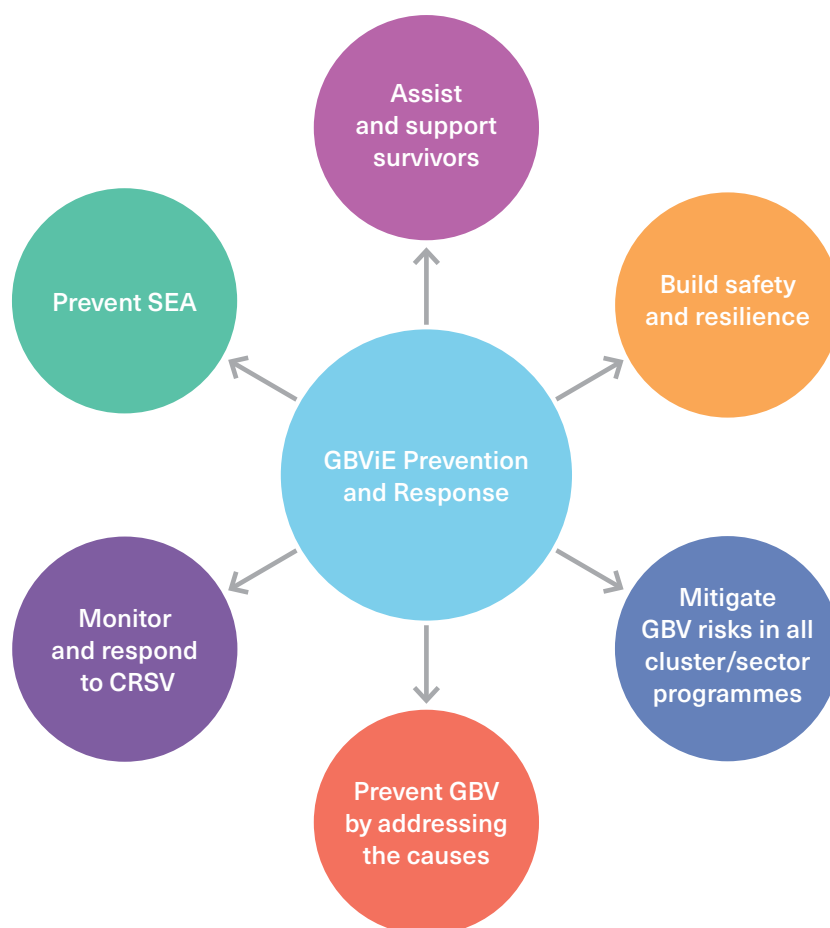 Assist
and support
survivors
Build safety
and resilience
Prevent SEA
GBViE Prevention
and Response
Mitigate
GBV risks in all
cluster/sector
programmes
Monitor
and respond
to CRSV
Prevent GBV
by addressing
the causes